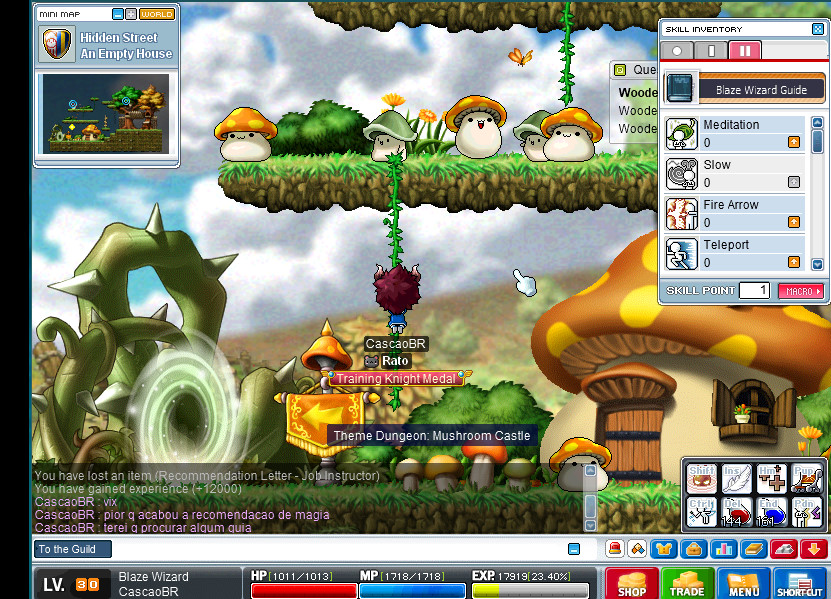 MINI MAP
WORLD
Hidden Street
An Empty House
Que
Woode
Woode
Woode
SKILL INVENTORY
Blaze Wizard Guide
Meditation
0
Slow
0
Fire Arrow
0
Teleport
0
SKILL POINT 1 MACRO
CascaoBR
Rato
Training Knight Medal
Theme Dungeon: Mushroom Castle
You have lost an item (Recommendation Letter - Job Instructor)
You have gained experience (+12000)
CascaoBR : vix
CascaoBR : pior q acabou a recomendacao de magia
CascaoBR : terei q procurar algum guia
Shift Ins Hm Pup
Ctrl Del End Pdn
144 161
To the Guild
LV. 30
Blaze Wizard
CascaoBR
HP[1011/1013] MP[1718/1718] EXP 17919[23.40%]
SHOP TRADE MENU SHORTCUT